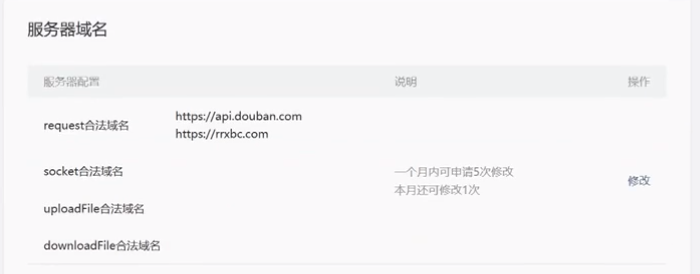 服务器域名
服务器配置 说明 操作
request合法域名 https://api.douban.com
https://rrxbc.com
socket合法域名 一个月内可申请5次修改
本月还可修改1次 修改
uploadFile合法域名
downloadFile合法域名